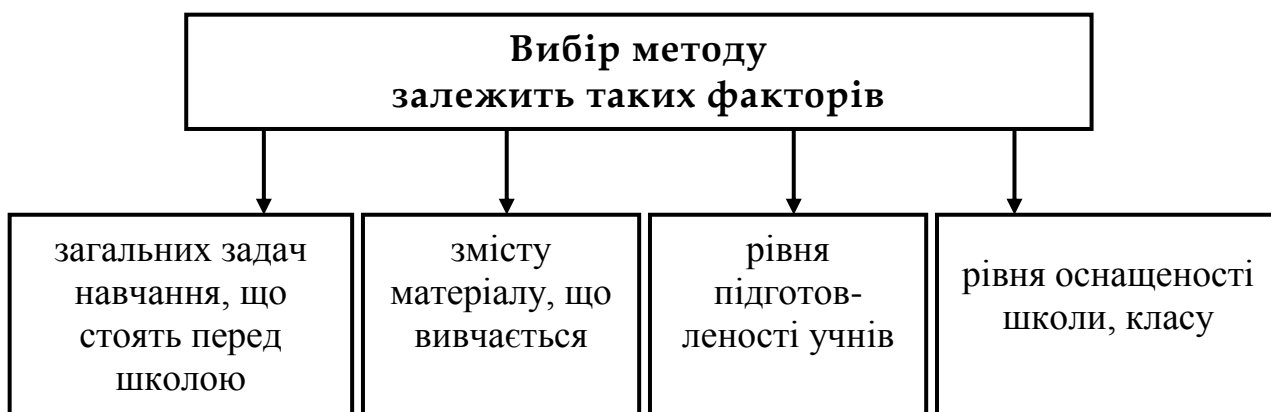 Вибір методу
залежить таких факторів
загальних задач
навчання, що
стоять перед
школою
змісту
матеріалу, що
вивчається
рівня
підготов-
леності учнів
рівня оснащеності
школи, класу